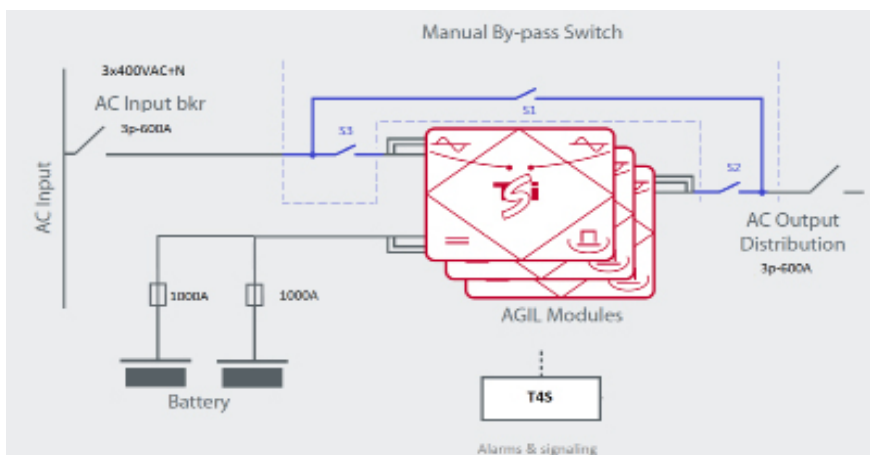 Manual By-pass Switch
3x400VAC+N
AC Input bkr
3p-600A
S1
S3
S2
TSi
AC Input
AC Output
Distribution
3p-600A
1000A
1000A
AGIL Modules
Battery
T4S
Alarms & signaling